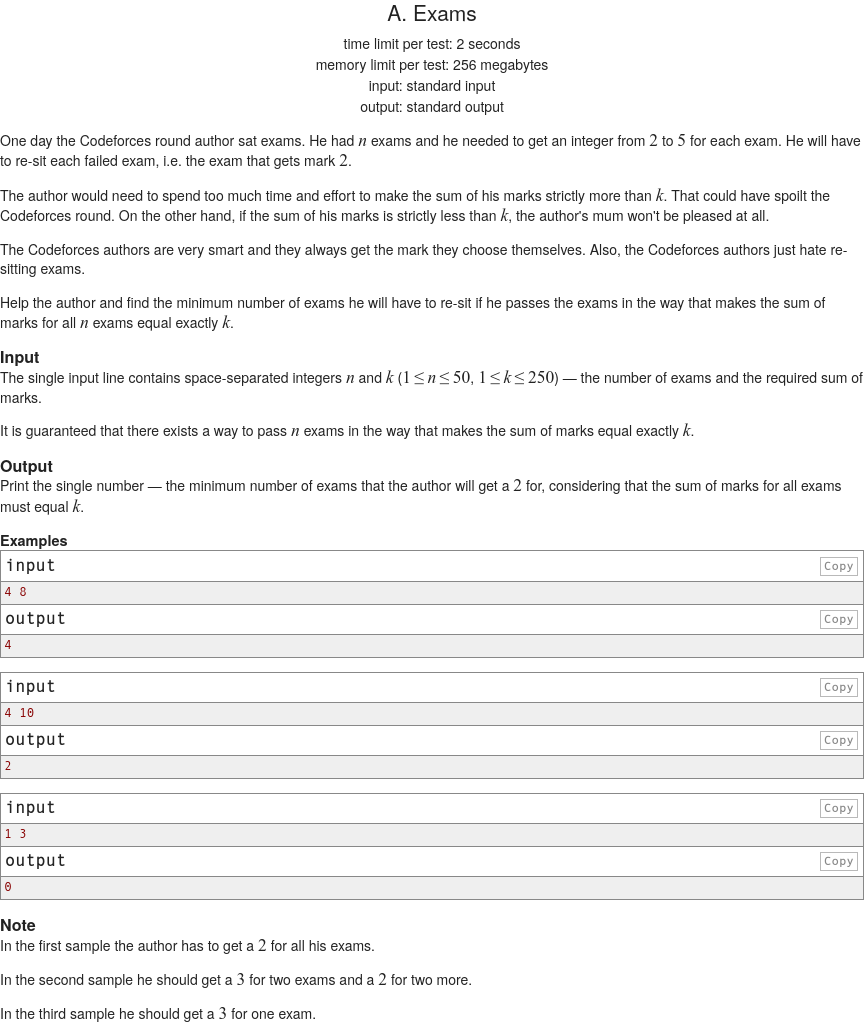 A. Exams
time limit per test: 2 seconds
memory limit per test: 256 megabytes
input: standard input
output: standard output
One day the Codeforces round author sat exams. He had n exams and he needed to get an integer from 2 to 5 for each exam. He will have
to re-sit each failed exam, i.e. the exam that gets mark 2.
The author would need to spend too much time and effort to make the sum of his marks strictly more than k. That could have spoilt the
Codeforces round. On the other hand, if the sum of his marks is strictly less than k, the author's mum won't be pleased at all.
The Codeforces authors are very smart and they always get the mark they choose themselves. Also, the Codeforces authors just hate re-
sitting exams.
Help the author and find the minimum number of exams he will have to re-sit if he passes the exams in the way that makes the sum of
marks for all n exams equal exactly k.
Input
The single input line contains space-separated integers n and k (1 ≤ n ≤ 50, 1 ≤ k ≤ 250) — the number of exams and the required sum of
marks.
It is guaranteed that there exists a way to pass n exams in the way that makes the sum of marks equal exactly k.
Output
Print the single number — the minimum number of exams that the author will get a 2 for, considering that the sum of marks for all exams
must equal k.
Examples
input Copy
4 8
output Copy
4
input Copy
4 10
output Copy
2
input Copy
1 3
output Copy
0
Note
In the first sample the author has to get a 2 for all his exams.
In the second sample he should get a 3 for two exams and a 2 for two more.
In the third sample he should get a 3 for one exam.